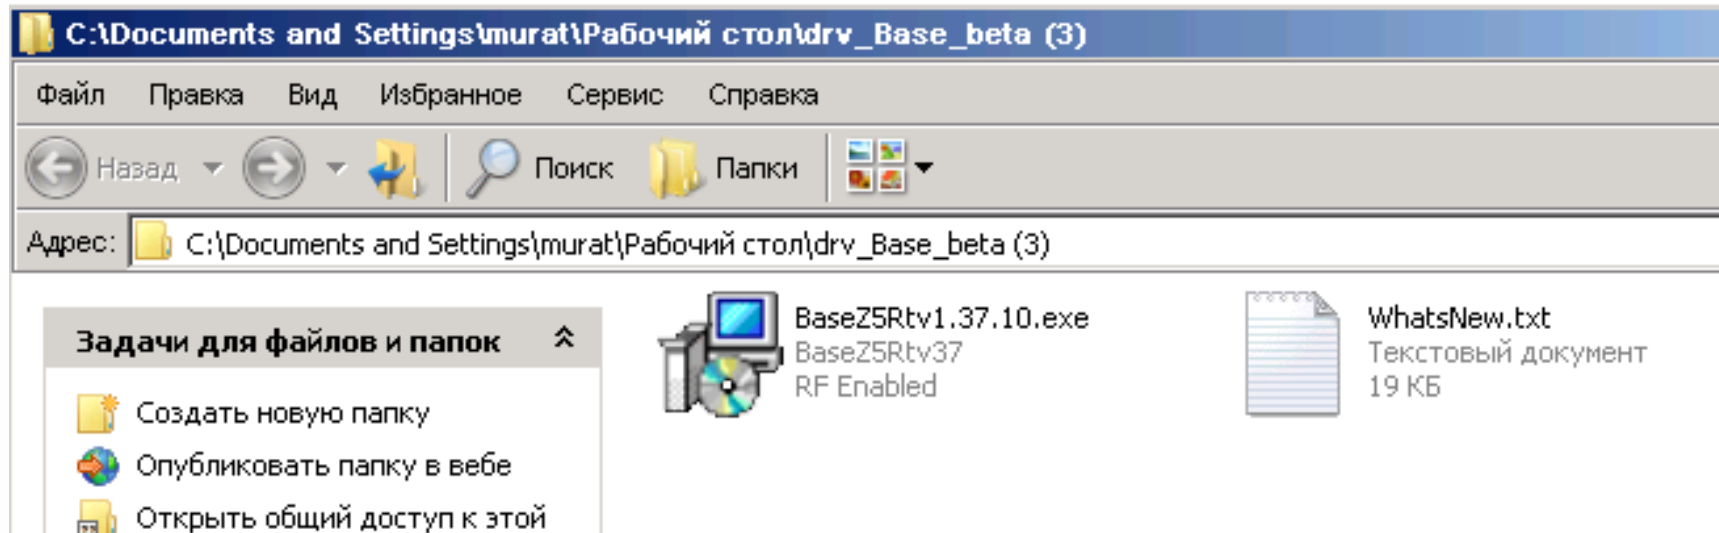 C:\Documents and Settings\murat\Рабочий стол\drv_Base_beta (3)
Файл Правка Вид Избранное Сервис Справка
Назад Поиск Папки
Адрес: C:\Documents and Settings\murat\Рабочий стол\drv_Base_beta (3)
Задачи для файлов и папок
Создать новую папку
Опубликовать папку в вебе
Открыть общий доступ к этой
BaseZ5Rtv1.37.10.exe
BaseZ5Rtv37
RF Enabled
WhatsNew.txt
Текстовый документ
19 КБ